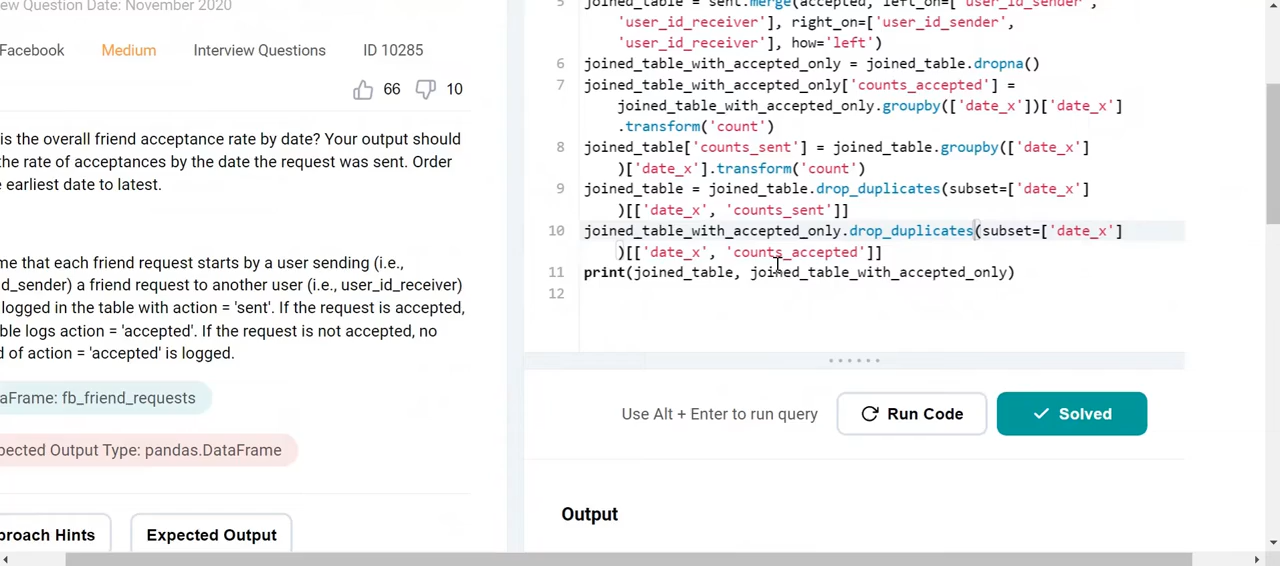 ew Question Date: November 2020
Facebook Medium Interview Questions ID 10285
66 10
is the overall friend acceptance rate by date? Your output should
the rate of acceptances by the date the request was sent. Order
earliest date to latest.
me that each friend request starts by a user sending (i.e.,
d_sender) a friend request to another user (i.e., user_id_receiver)
logged in the table with action = 'sent'. If the request is accepted,
ble logs action = 'accepted'. If the request is not accepted, no
d of action = 'accepted' is logged.
aFrame: fb_friend_requests
pected Output Type: pandas.DataFrame
proach Hints Expected Output
5 joined_table = sent.merge(accepted, left_on=['user_id_sender',
'user_id_receiver'], right_on=['user_id_sender',
'user_id_receiver'], how='left')
6 joined_table_with_accepted_only = joined_table.dropna()
7 joined_table_with_accepted_only['counts_accepted'] =
joined_table_with_accepted_only.groupby(['date_x'])['date_x']
.transform('count')
8 joined_table['counts_sent'] = joined_table.groupby(['date_x']
)['date_x'].transform('count')
9 joined_table = joined_table.drop_duplicates(subset=['date_x']
)[['date_x', 'counts_sent']]
10 joined_table_with_accepted_only.drop_duplicates(subset=['date_x']
)[['date_x', 'counts_accepted']]
11 print(joined_table, joined_table_with_accepted_only)
12
Use Alt + Enter to run query Run Code Solved
Output